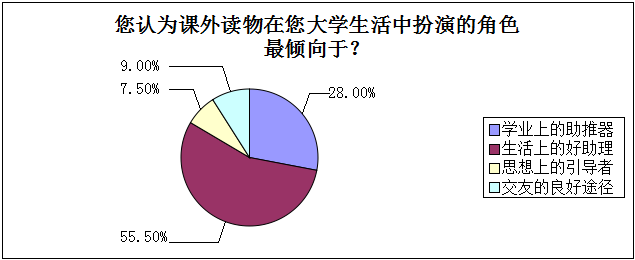 您认为课外读物在您大学生活中扮演的角色
最倾向于？
9.00%
7.50%
28.00%
55.50%
学业上的助推器
生活上的好助理
思想上的引导者
交友的良好途径